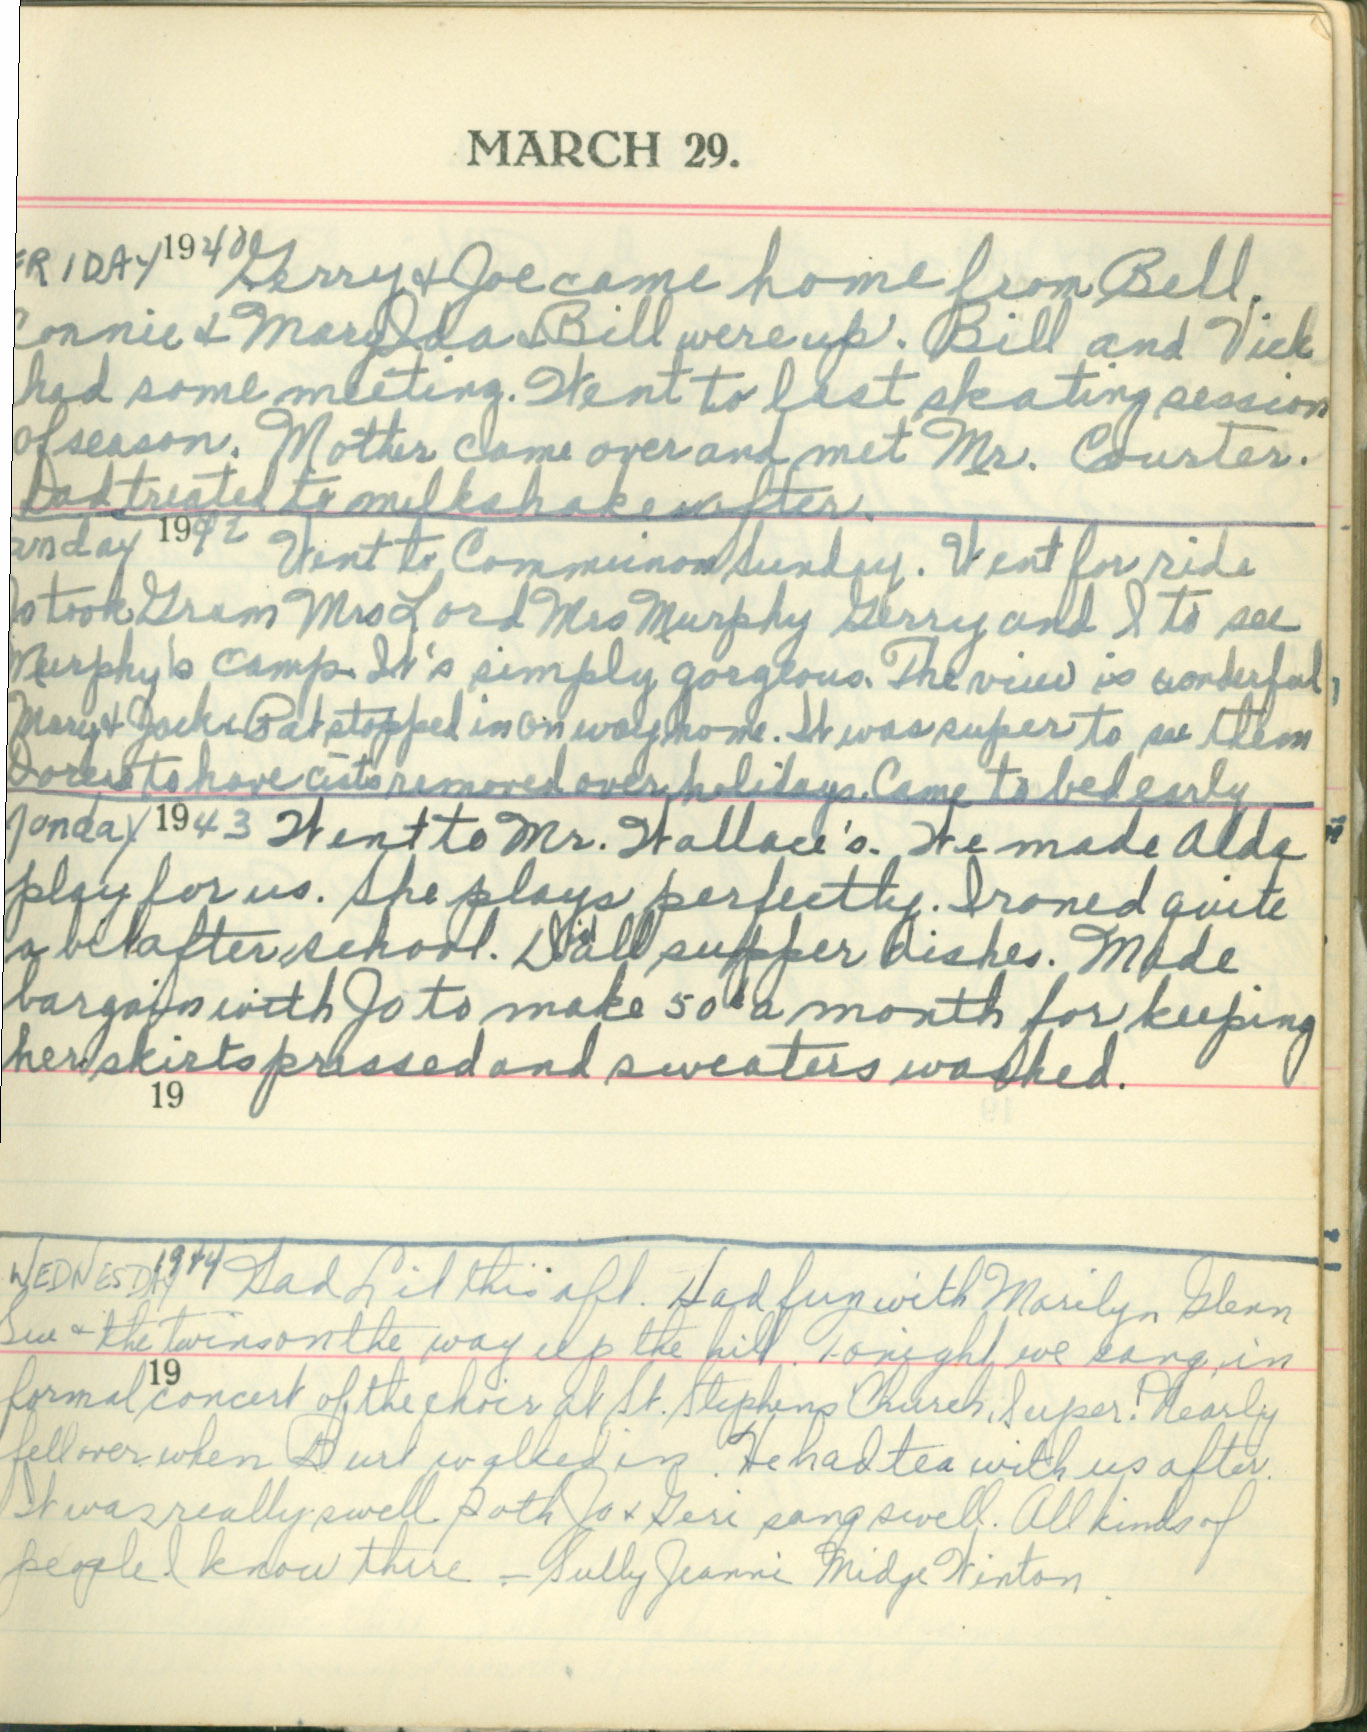 MARCH 29.
FRIDAY 1940 Gerry & Joe came home from Bell.
Connie & Mary Ida & Bill were up. Bill and Vick
had some meeting. Went to last skating session
of season. Mother came over and met Mr. Courter.
Dad treated to milkshakes after.
unday 1942 Went to Communion Sunday. Went for ride
Jo took Gram Mrs Lord Mrs Murphy Gerry and I to see
Murphy's camp. It's simply gorgeous. The view is wonderful
Mary & Jack & Pat stopped in on way home. It was super to see them
to have removed over holidays. Came to bed early
Monday 1943 Went to Mr. Wallace's. We made Alda
play for us. She plays perfectly. Ironed quite
a bit after school. Did all supper dishes. Made
bargain with Jo to make 50¢ a month for keeping
her skirts pressed and sweaters washed.
19
WEDNESDAY 1944 Had Lit this aft. Had fun with Marilyn Glenn
Sue & the twins on the way up the hill. Tonight we sang in
19
formal concert of the choir at St. Stephens Church. Super! Nearly
fell over when Burt walked in. He had tea with us after.
It was really swell. Both Jo & Geri sang swell. All kinds of
people I know there - Sully Jeanni Midge Winton